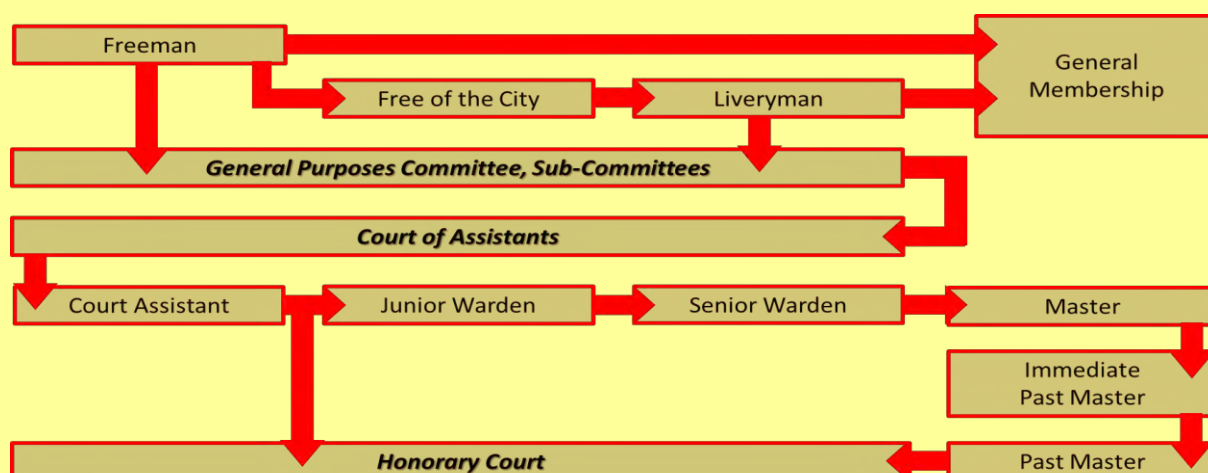 Freeman
General
Membership
Free of the City
Liveryman
General Purposes Committee, Sub-Committees
Court of Assistants
Court Assistant
Junior Warden
Senior Warden
Master
Immediate
Past Master
Honorary Court
Past Master